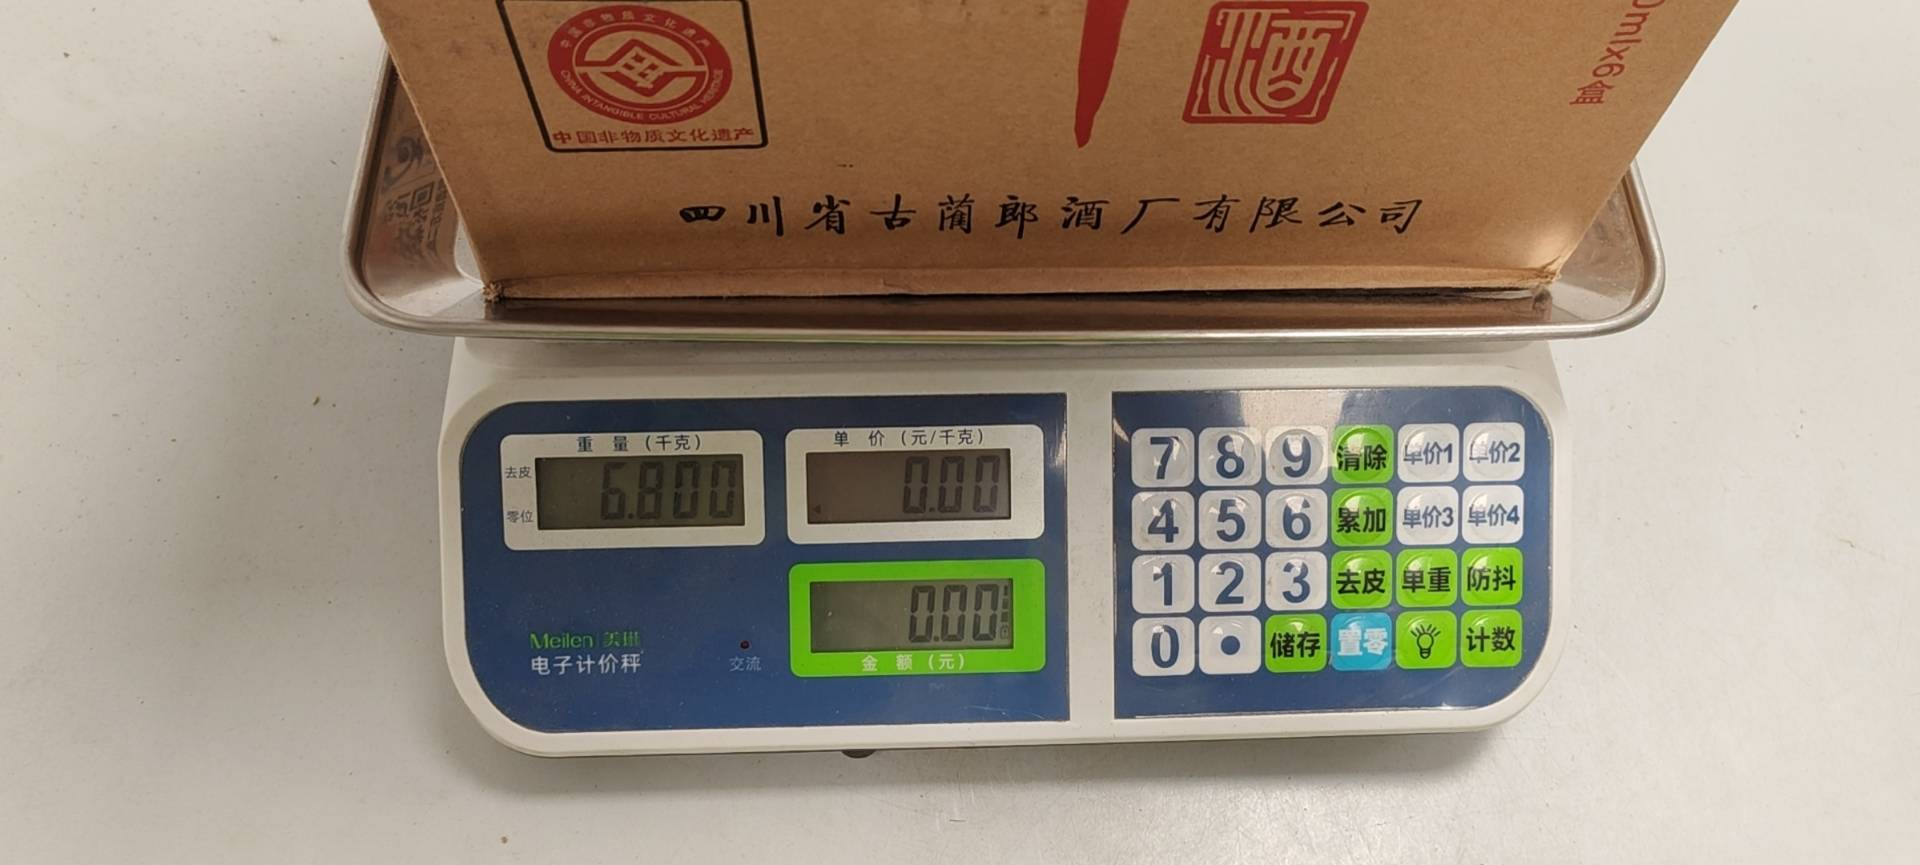 中国非物质文化遗产
CHINA INTANGIBLE CULTURAL HERITAGE
中国非物质文化遗产
酒
mlx6盒
四川省古蔺郎酒厂有限公司
重量(千克)
去皮
零位
6.800
单价(元/千克)
0.00
0.00
金额(元)
Meilen 美琳
电子计价秤
交流
7 8 9 清除 单价1 单价2
4 5 6 累加 单价3 单价4
1 2 3 去皮 单重 防抖
0 • 储存 置零 计数